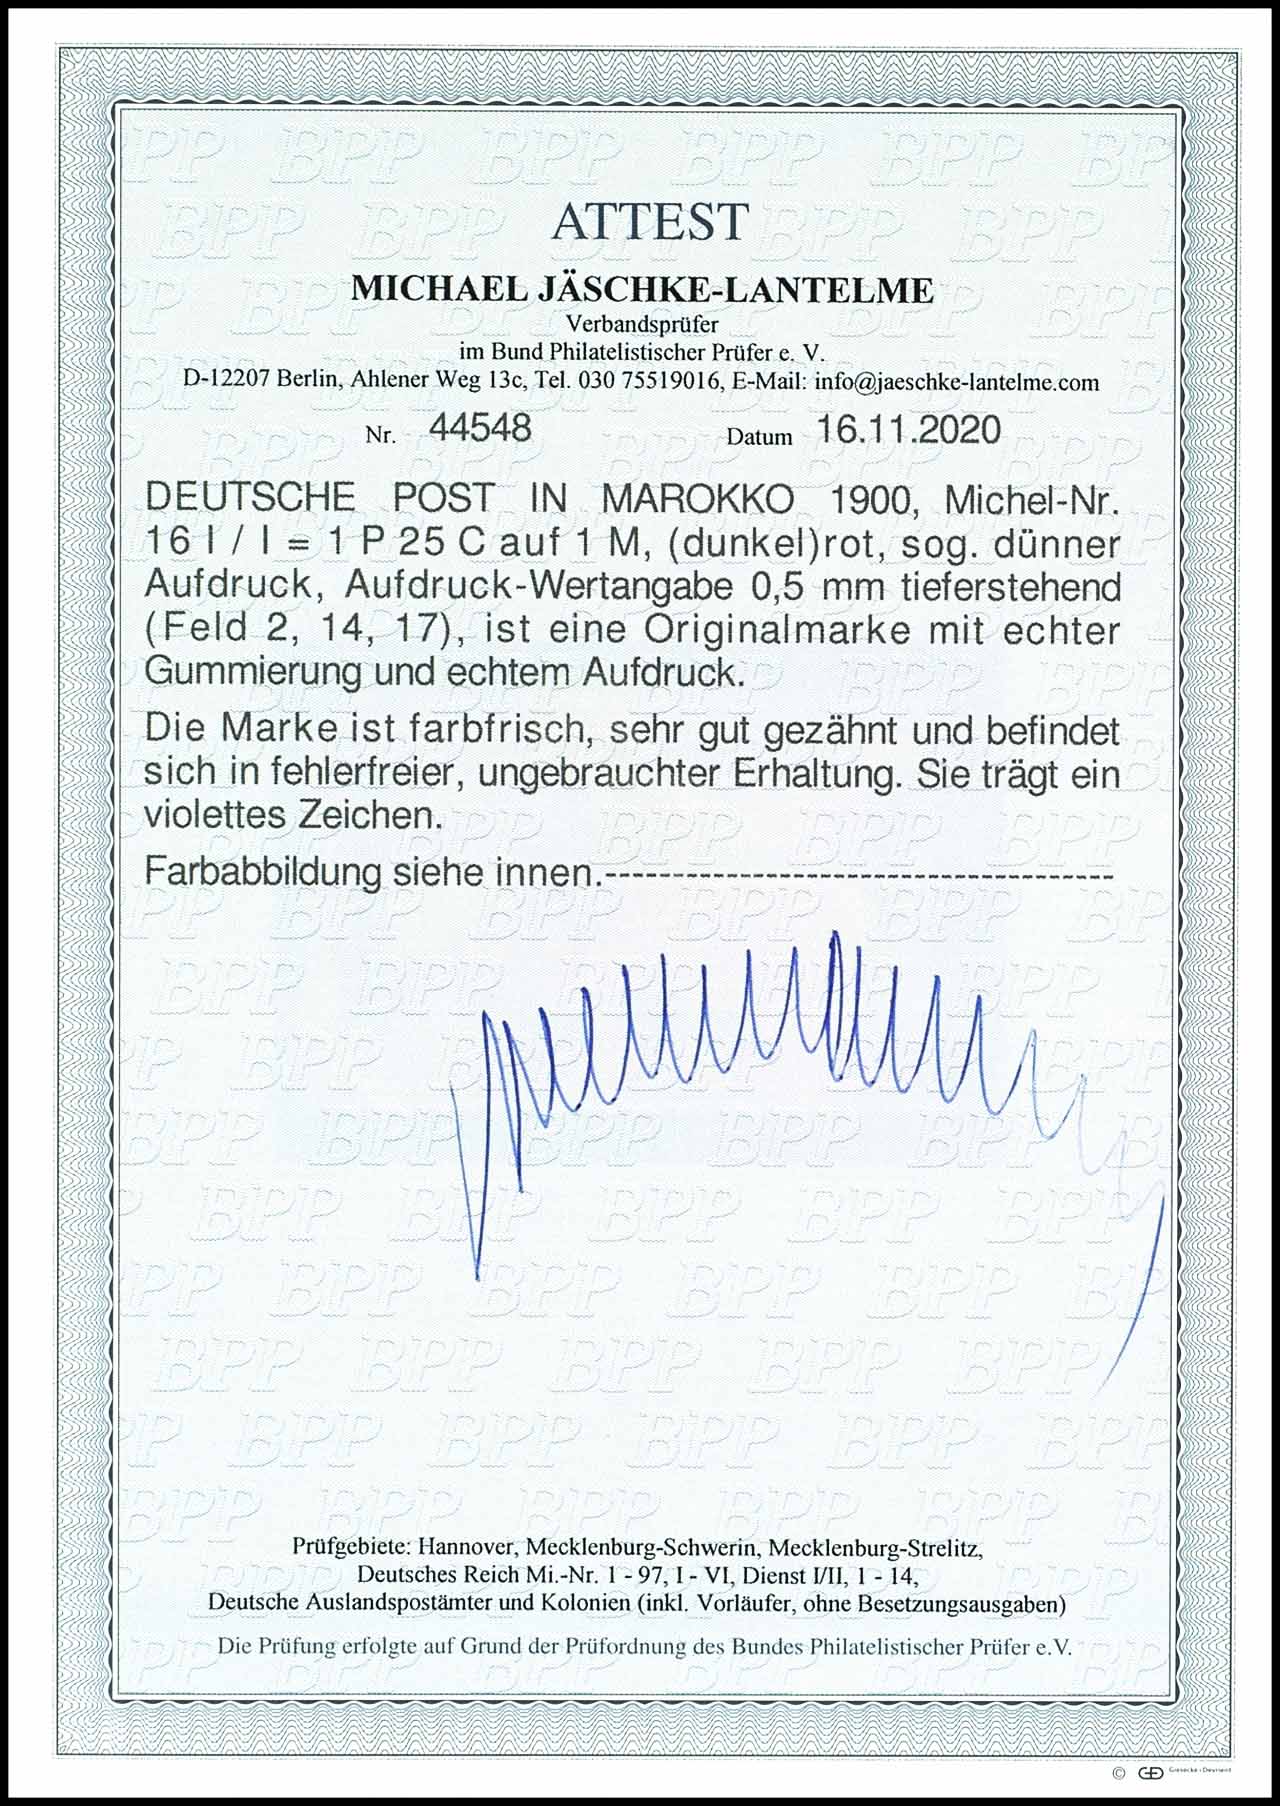 ATTEST
MICHAEL JÄSCHKE-LANTELME
Verbandsprüfer
im Bund Philatelistischer Prüfer e. V.
D-12207 Berlin, Ahlener Weg 13c, Tel. 030 75519016, E-Mail: info@jaeschke-lantelme.com
Nr. 44548 Datum 16.11.2020
DEUTSCHE POST IN MAROKKO 1900, Michel-Nr.
16 I / I = 1 P 25 C auf 1 M, (dunkel)rot, sog. dünner
Aufdruck, Aufdruck-Wertangabe 0,5 mm tieferstehend
(Feld 2, 14, 17), ist eine Originalmarke mit echter
Gummierung und echtem Aufdruck.
Die Marke ist farbfrisch, sehr gut gezähnt und befindet
sich in fehlerfreier, ungebrauchter Erhaltung. Sie trägt ein
violettes Zeichen.
Farbabbildung siehe innen.--------------------------------------
Prüfgebiete: Hannover, Mecklenburg-Schwerin, Mecklenburg-Strelitz,
Deutsches Reich Mi.-Nr. 1 - 97, I - VI, Dienst I/II, 1 - 14,
Deutsche Auslandspostämter und Kolonien (inkl. Vorläufer, ohne Besetzungsausgaben)
Die Prüfung erfolgte auf Grund der Prüfordnung des Bundes Philatelistischer Prüfer e.V.
© Giesecke+Devrient